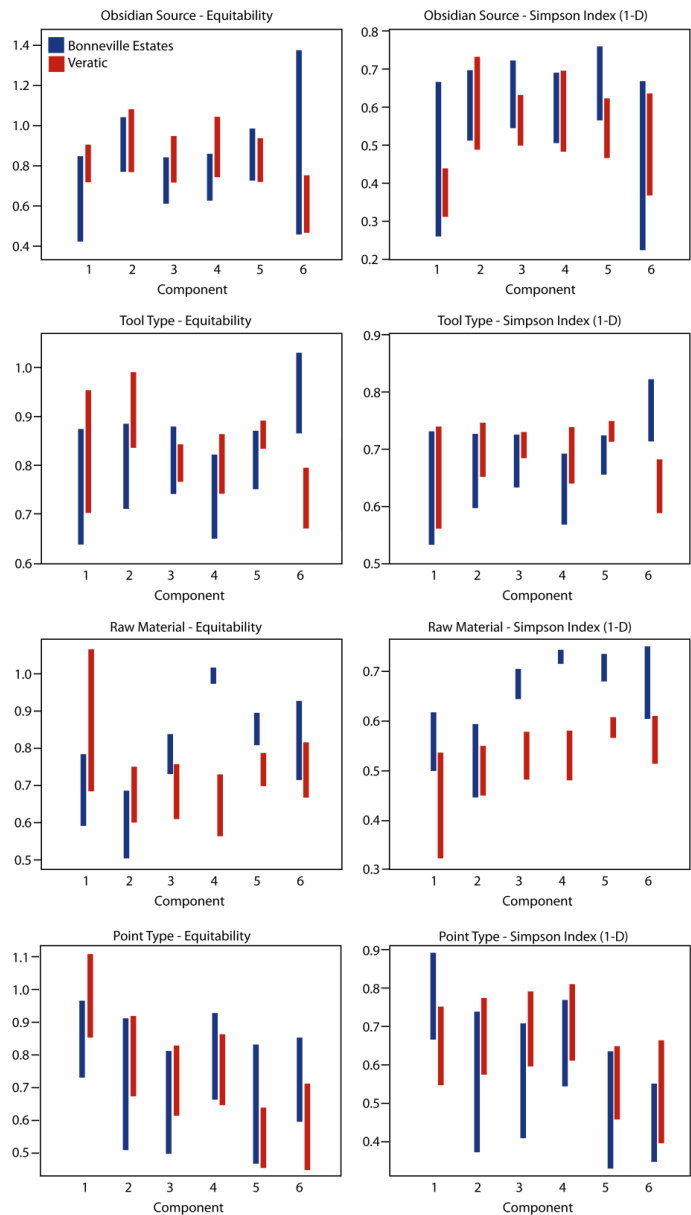 Obsidian Source - Equitability
1.4
1.2
1.0
0.8
0.6
0.4
Bonneville Estates
Veratic
1 2 3 4 5 6
Component
Obsidian Source - Simpson Index (1-D)
0.8
0.7
0.6
0.5
0.4
0.3
0.2
1 2 3 4 5 6
Component
Tool Type - Equitability
1.0
0.9
0.8
0.7
0.6
1 2 3 4 5 6
Component
Tool Type - Simpson Index (1-D)
0.9
0.8
0.7
0.6
0.5
1 2 3 4 5 6
Component
Raw Material - Equitability
1.0
0.9
0.8
0.7
0.6
0.5
1 2 3 4 5 6
Component
Raw Material - Simpson Index (1-D)
0.7
0.6
0.5
0.4
0.3
1 2 3 4 5 6
Component
Point Type - Equitability
1.1
1.0
0.9
0.8
0.7
0.6
0.5
1 2 3 4 5 6
Component
Point Type - Simpson Index (1-D)
0.9
0.8
0.7
0.6
0.5
0.4
1 2 3 4 5 6
Component